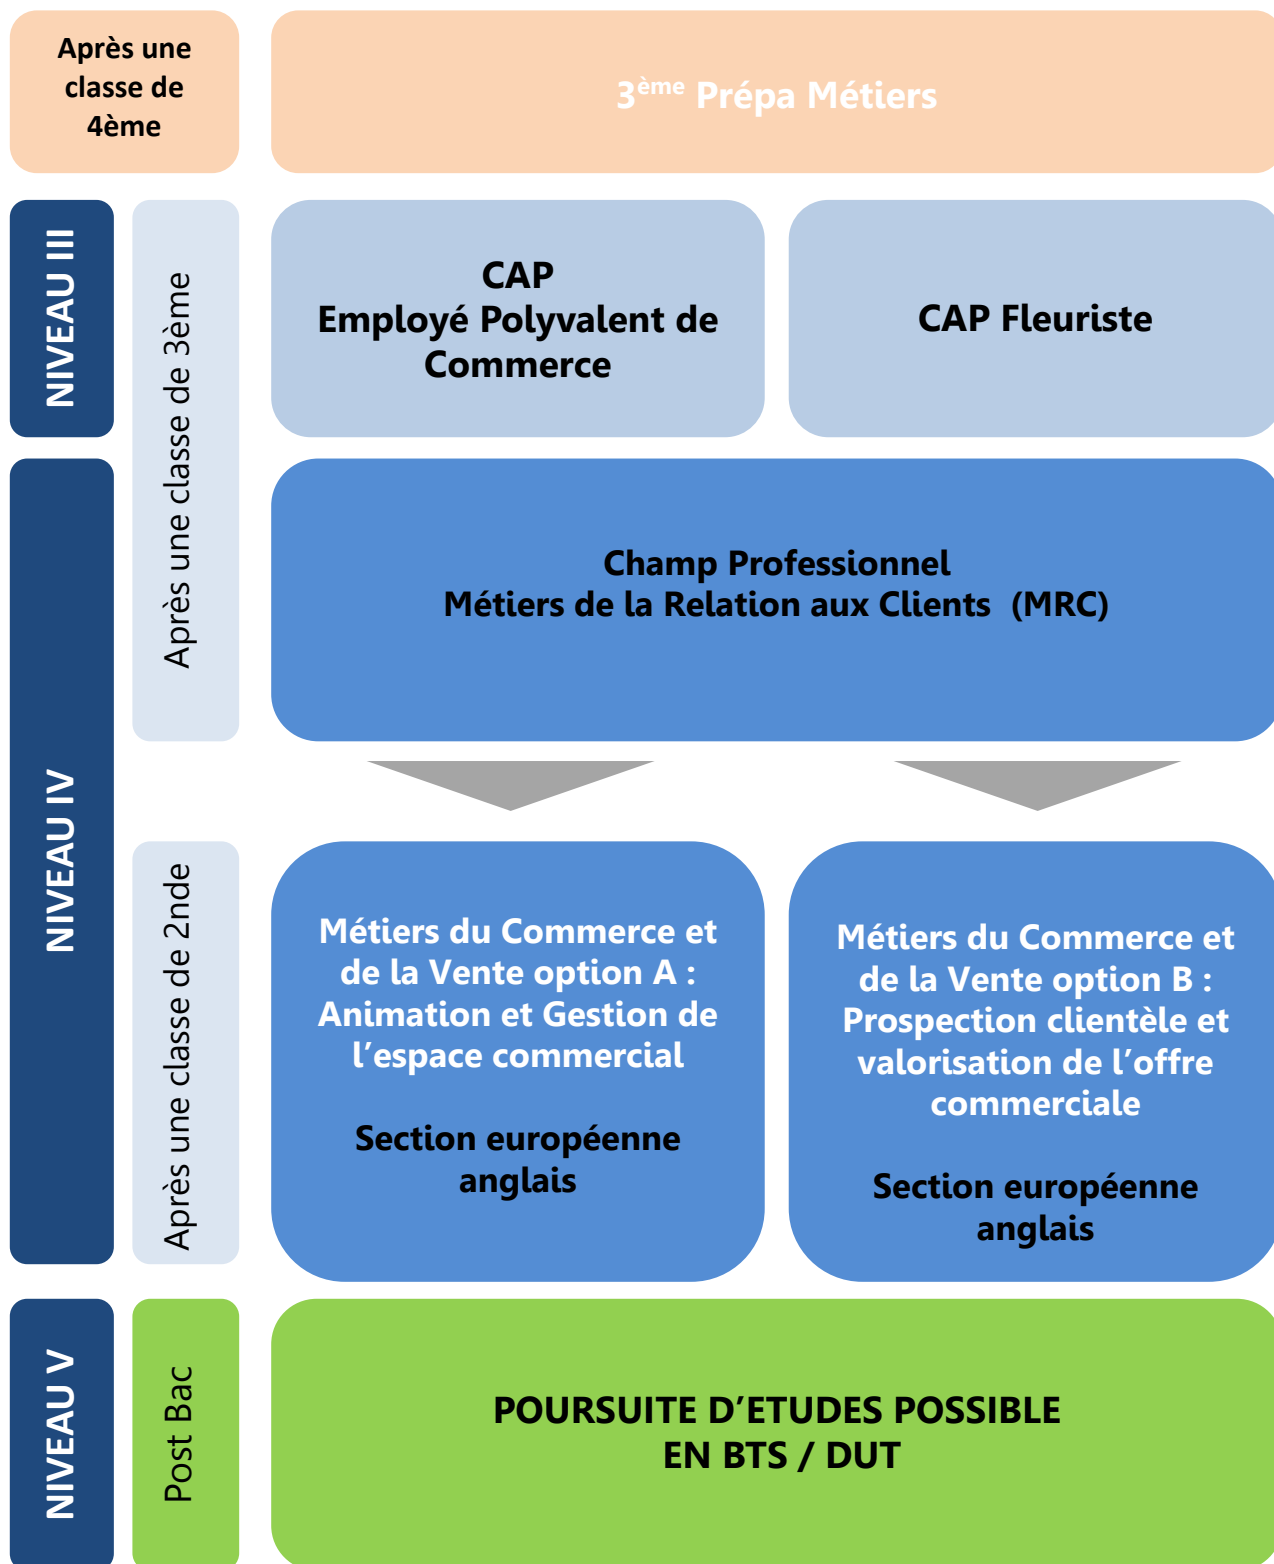 Après une
classe de
4ème
3ème Prépa Métiers
NIVEAU III
Après une classe de 3ème
CAP
Employé Polyvalent de
Commerce
CAP Fleuriste
NIVEAU IV
Champ Professionnel
Métiers de la Relation aux Clients (MRC)
Après une classe de 2nde
Métiers du Commerce et
de la Vente option A :
Animation et Gestion de
l’espace commercial
Section européenne
anglais
Métiers du Commerce et
de la Vente option B :
Prospection clientèle et
valorisation de l’offre
commerciale
Section européenne
anglais
NIVEAU V
Post Bac
POURSUITE D’ETUDES POSSIBLE
EN BTS / DUT